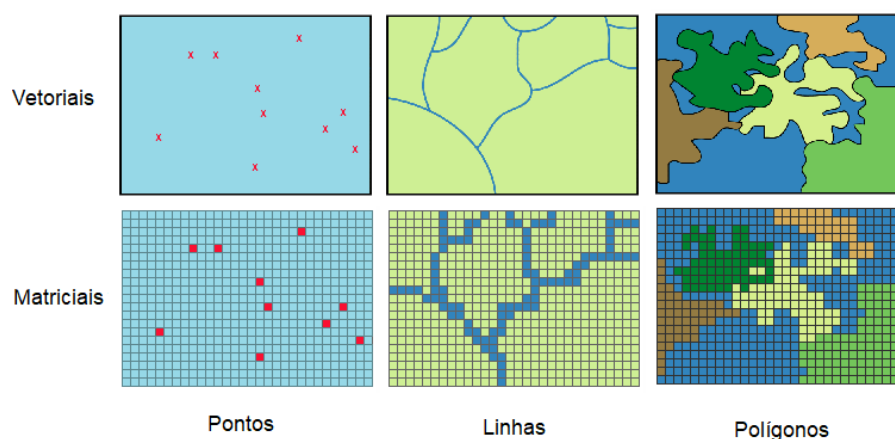 Vetoriais
Matriciais
Pontos
Linhas
Polígonos